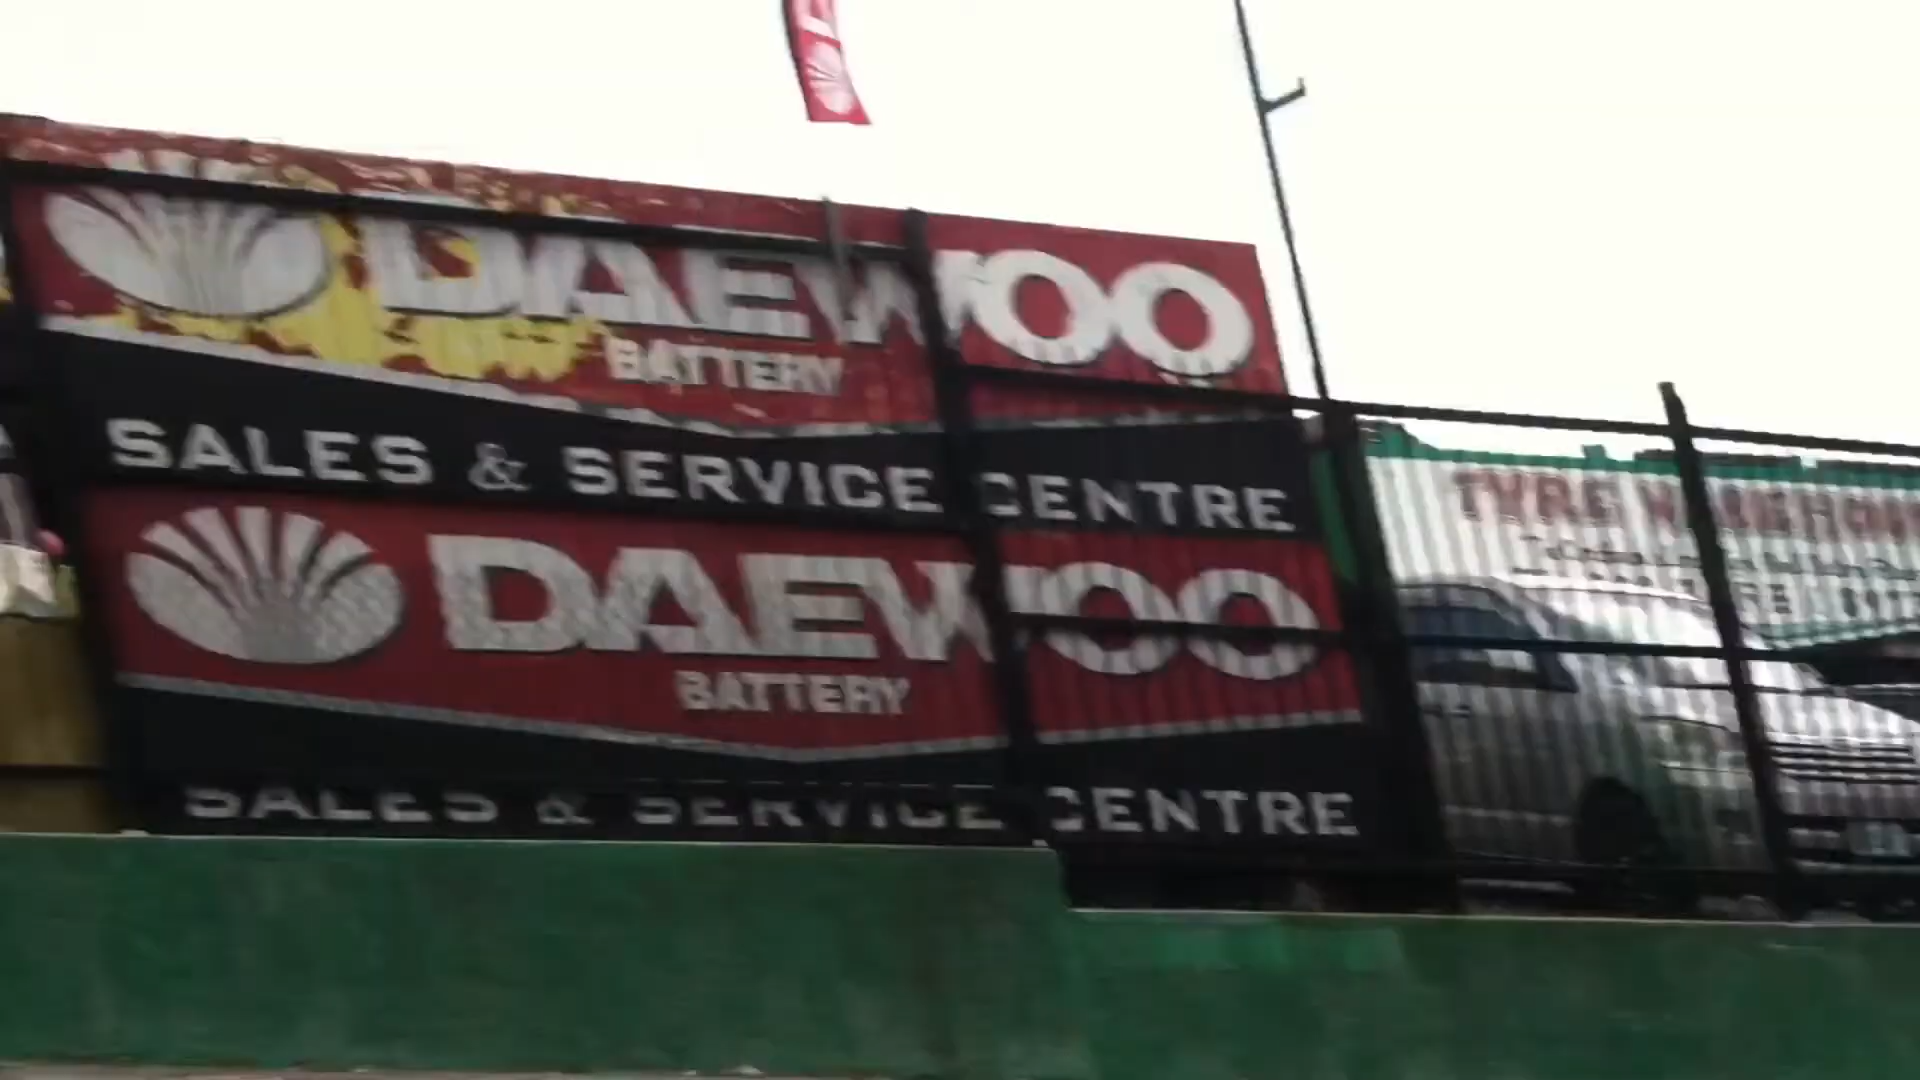 DAEWOO
BATTERY
SALES & SERVICE CENTRE
DAEWOO
BATTERY
SALES & SERVICE CENTRE
TYRE